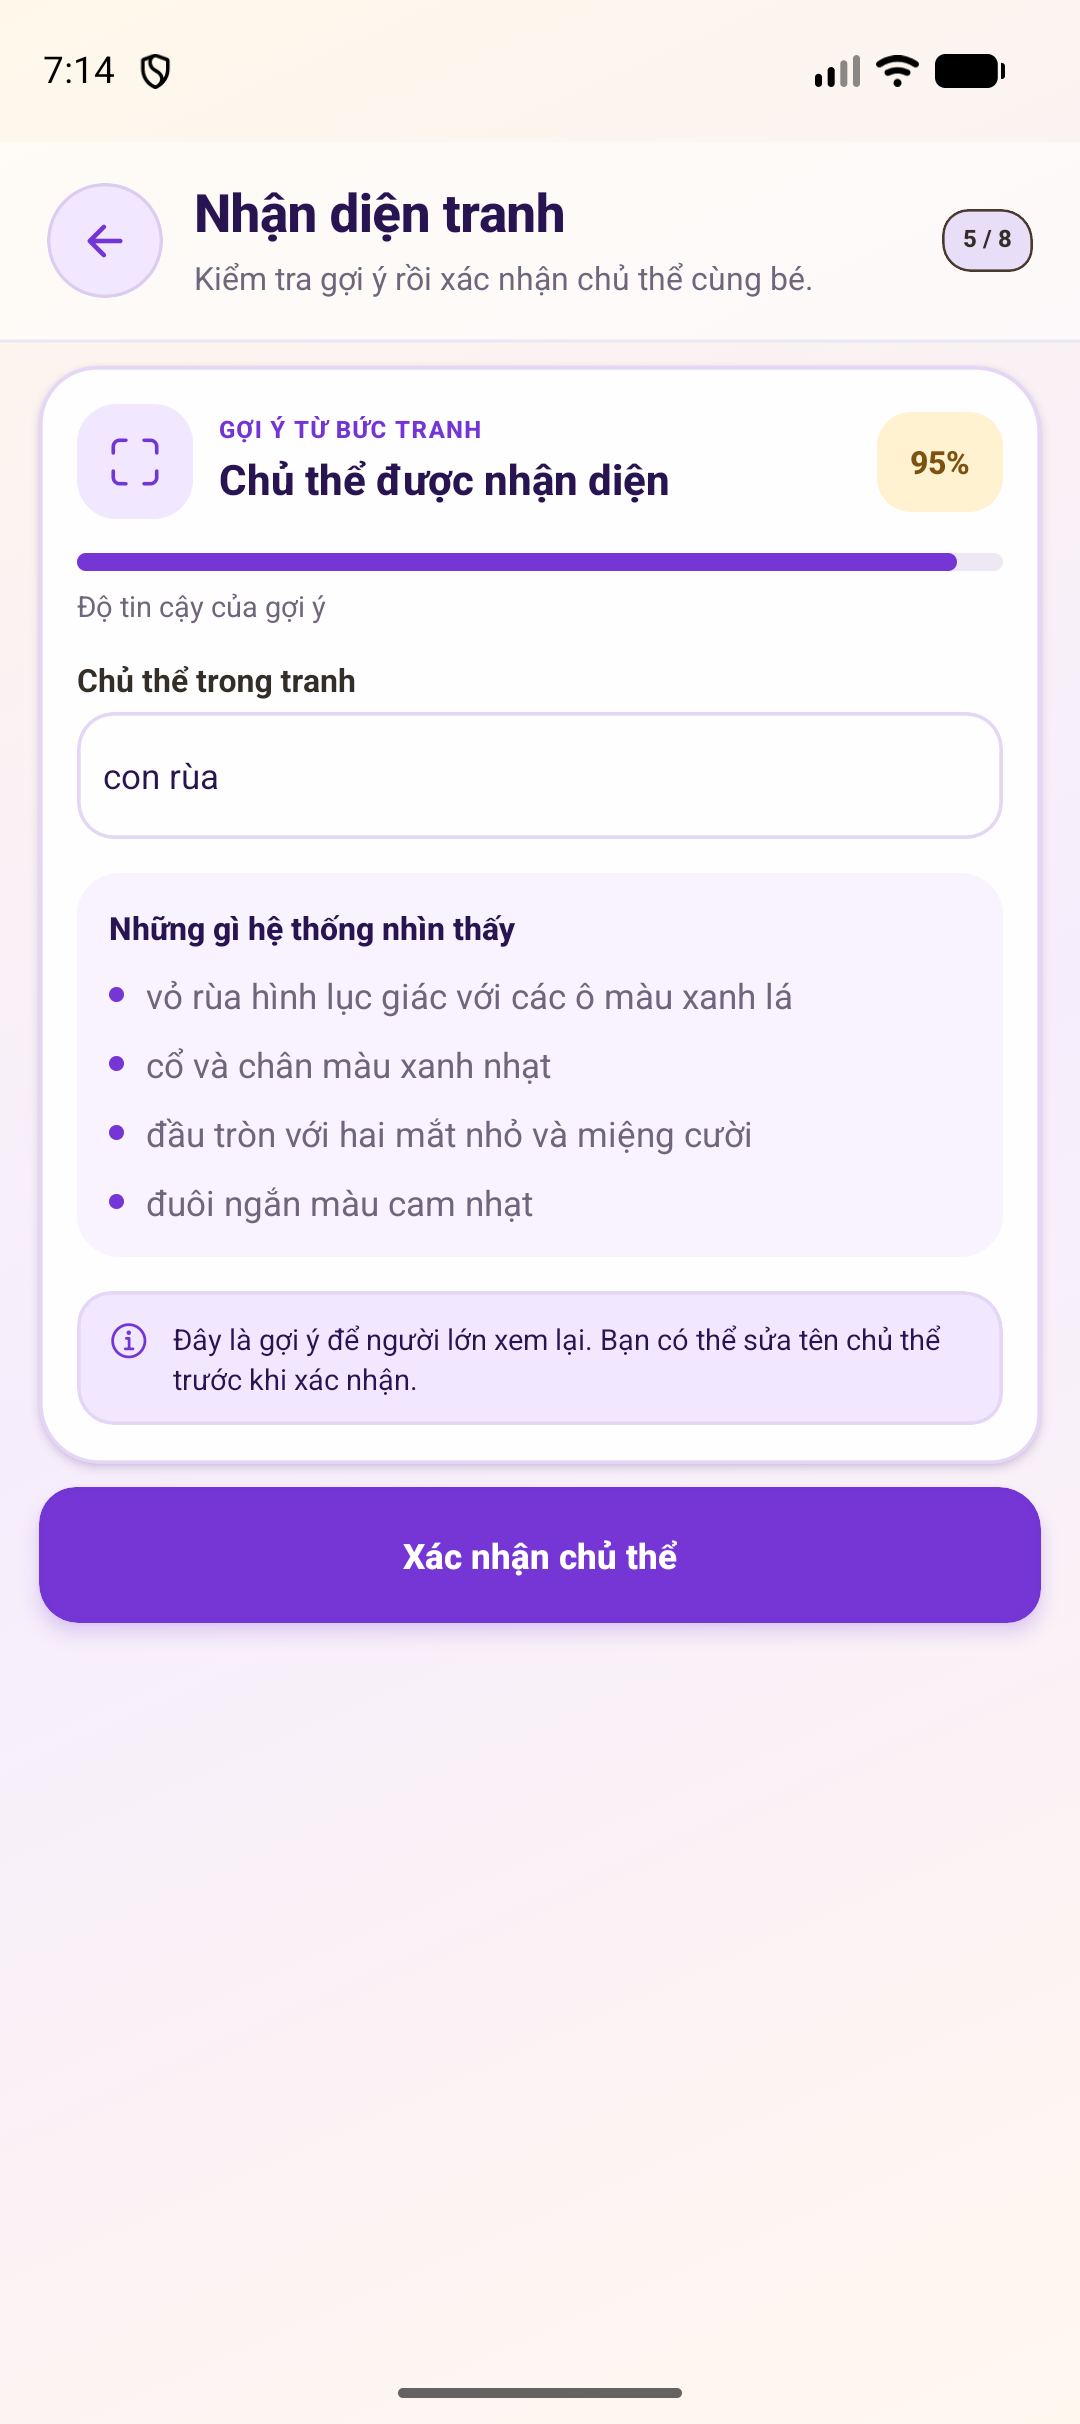 7:14
Nhận diện tranh
Kiểm tra gợi ý rồi xác nhận chủ thể cùng bé.
5 / 8
GỢI Ý TỪ BỨC TRANH
Chủ thể được nhận diện
95%
Độ tin cậy của gợi ý
Chủ thể trong tranh
con rùa
Những gì hệ thống nhìn thấy
vỏ rùa hình lục giác với các ô màu xanh lá
cổ và chân màu xanh nhạt
đầu tròn với hai mắt nhỏ và miệng cười
đuôi ngắn màu cam nhạt
Đây là gợi ý để người lớn xem lại. Bạn có thể sửa tên chủ thể
trước khi xác nhận.
Xác nhận chủ thể